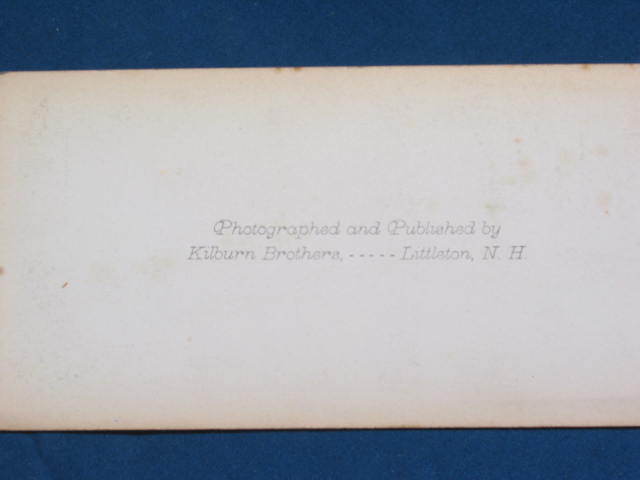 Photographed and Published by
Kilburn Brothers, ----- Littleton, N. H.